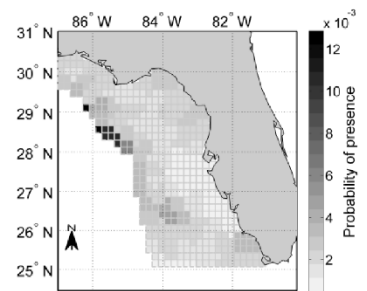 86° W 84° W 82° W
x 10⁻³
31° N
30° N
29° N
28° N
27° N
26° N
25° N
N
12
10
8
6
4
2
Probability of presence